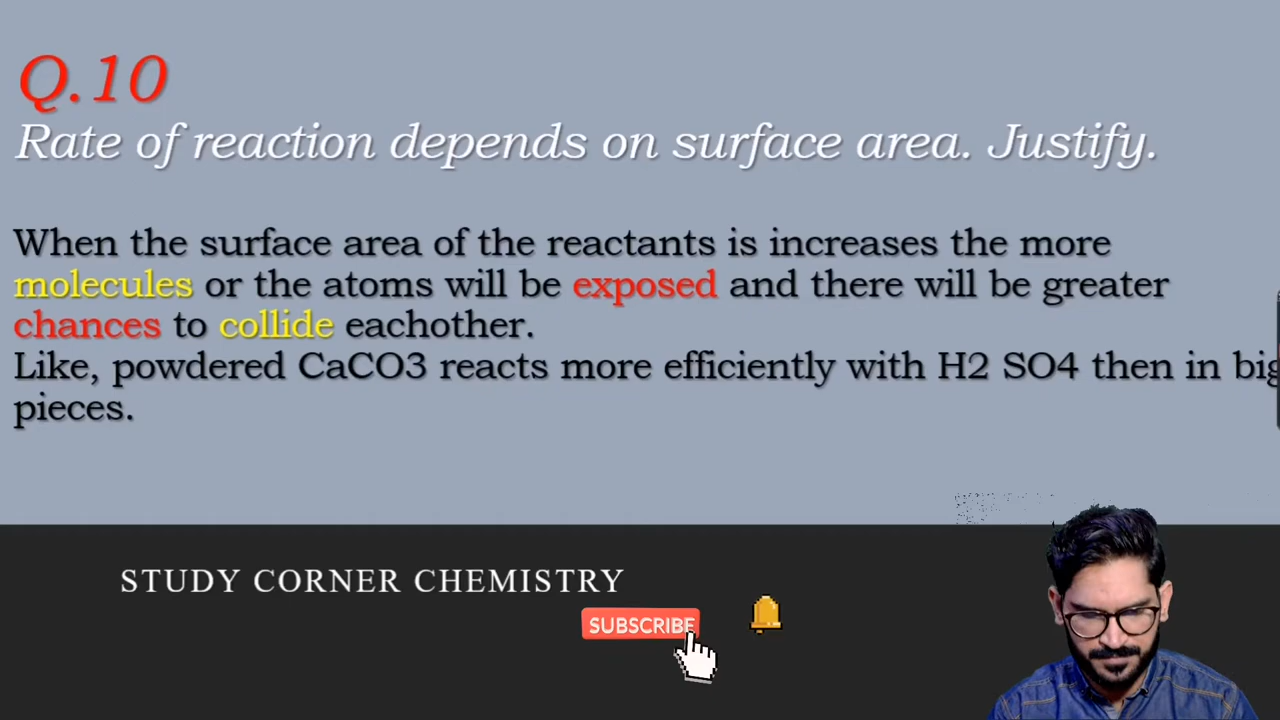 Q.10
Rate of reaction depends on surface area. Justify.
When the surface area of the reactants is increases the more
molecules or the atoms will be exposed and there will be greater
chances to collide eachother.
Like, powdered CaCO3 reacts more efficiently with H2 SO4 then in big
pieces.
STUDY CORNER CHEMISTRY
SUBSCRIBE